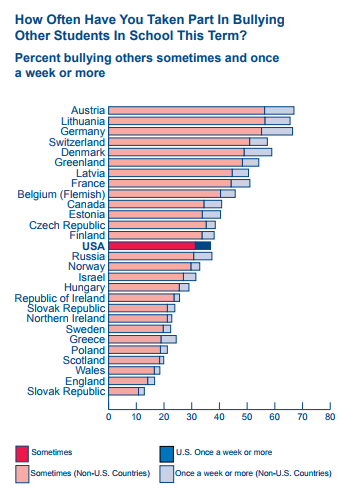 How Often Have You Taken Part In Bullying
Other Students In School This Term?
Percent bullying others sometimes and once
a week or more
Austria
Lithuania
Germany
Switzerland
Denmark
Greenland
Latvia
France
Belgium (Flemish)
Canada
Estonia
Czech Republic
Finland
USA
Russia
Norway
Israel
Hungary
Republic of Ireland
Slovak Republic
Northern Ireland
Sweden
Greece
Poland
Scotland
Wales
England
Slovak Republic
0 10 20 30 40 50 60 70 80
Sometimes
U.S. Once a week or more
Sometimes (Non-U.S. Countries)
Once a week or more (Non-U.S. Countries)